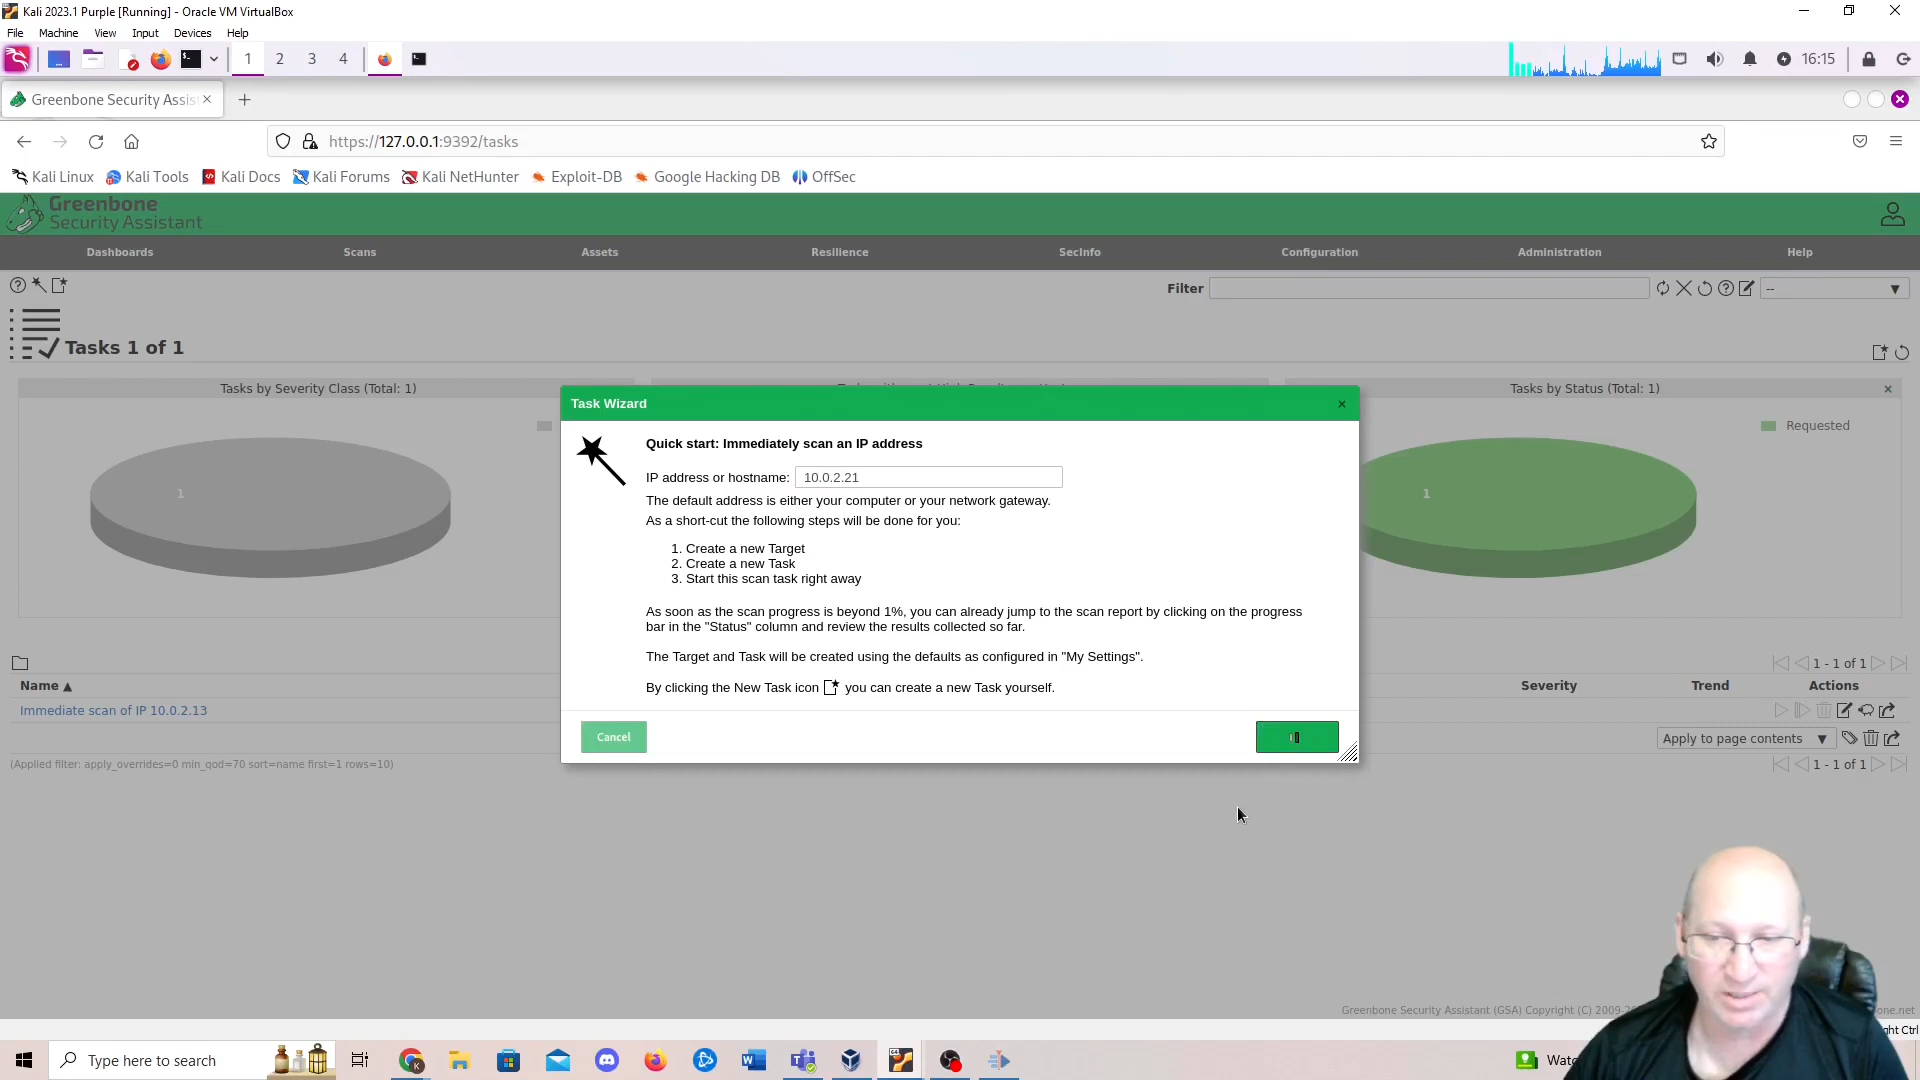 Kali 2023.1 Purple [Running] - Oracle VM VirtualBox
File Machine View Input Devices Help
1 2 3 4 16:15
Greenbone Security Assis
https://127.0.0.1:9392/tasks
Kali Linux Kali Tools Kali Docs Kali Forums Kali NetHunter Exploit-DB Google Hacking DB OffSec
Greenbone
Security Assistant
Dashboards Scans Assets Resilience SecInfo Configuration Administration Help
Filter --
Tasks 1 of 1
Tasks by Severity Class (Total: 1) Tasks by Status (Total: 1)
Requested
1 1
Task Wizard
Quick start: Immediately scan an IP address
IP address or hostname: 10.0.2.21
The default address is either your computer or your network gateway.
As a short-cut the following steps will be done for you:
1. Create a new Target
2. Create a new Task
3. Start this scan task right away
As soon as the scan progress is beyond 1%, you can already jump to the scan report by clicking on the progress
bar in the "Status" column and review the results collected so far.
The Target and Task will be created using the defaults as configured in "My Settings".
By clicking the New Task icon you can create a new Task yourself.
Cancel
1 - 1 of 1
Name ▲ Severity Trend Actions
Immediate scan of IP 10.0.2.13
Apply to page contents ▼
(Applied filter: apply_overrides=0 min_qod=70 sort=name first=1 rows=10) 1 - 1 of 1
Greenbone Security Assistant (GSA) Copyright (C) 2009-2 one.net
ght Ctrl
Type here to search Watc